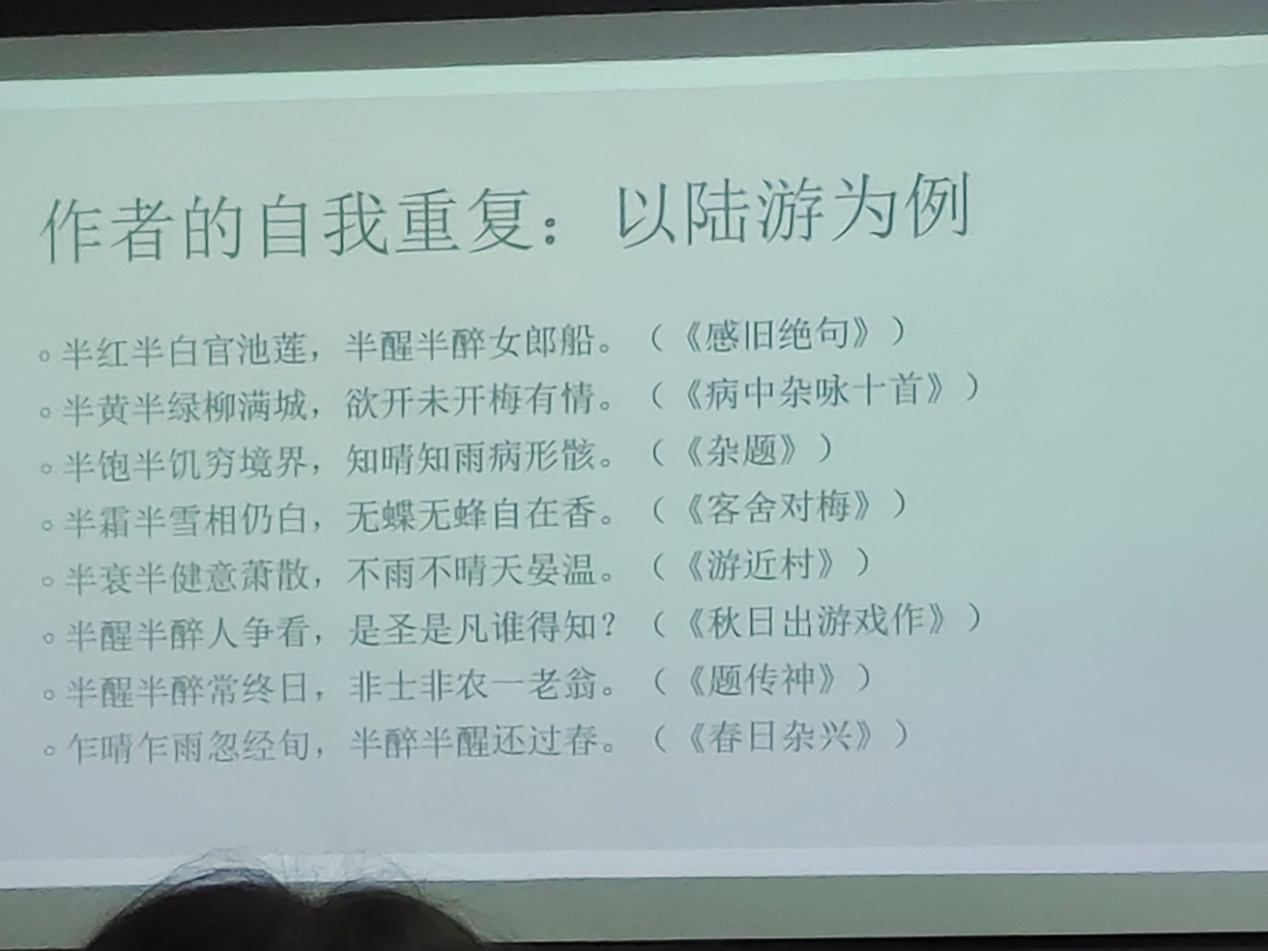 作者的自我重复：以陆游为例
◦ 半红半白官池莲，半醒半醉女郎船。（《感旧绝句》）
◦ 半黄半绿柳满城，欲开未开梅有情。（《病中杂咏十首》）
◦ 半饱半饥穷境界，知晴知雨病形骸。（《杂题》）
◦ 半霜半雪相仍白，无蝶无蜂自在香。（《客舍对梅》）
◦ 半衰半健意萧散，不雨不晴天晏温。（《游近村》）
◦ 半醒半醉人争看，是圣是凡谁得知？（《秋日出游戏作》）
◦ 半醒半醉常终日，非士非农一老翁。（《题传神》）
◦ 乍晴乍雨忽经旬，半醉半醒还过春。（《春日杂兴》）